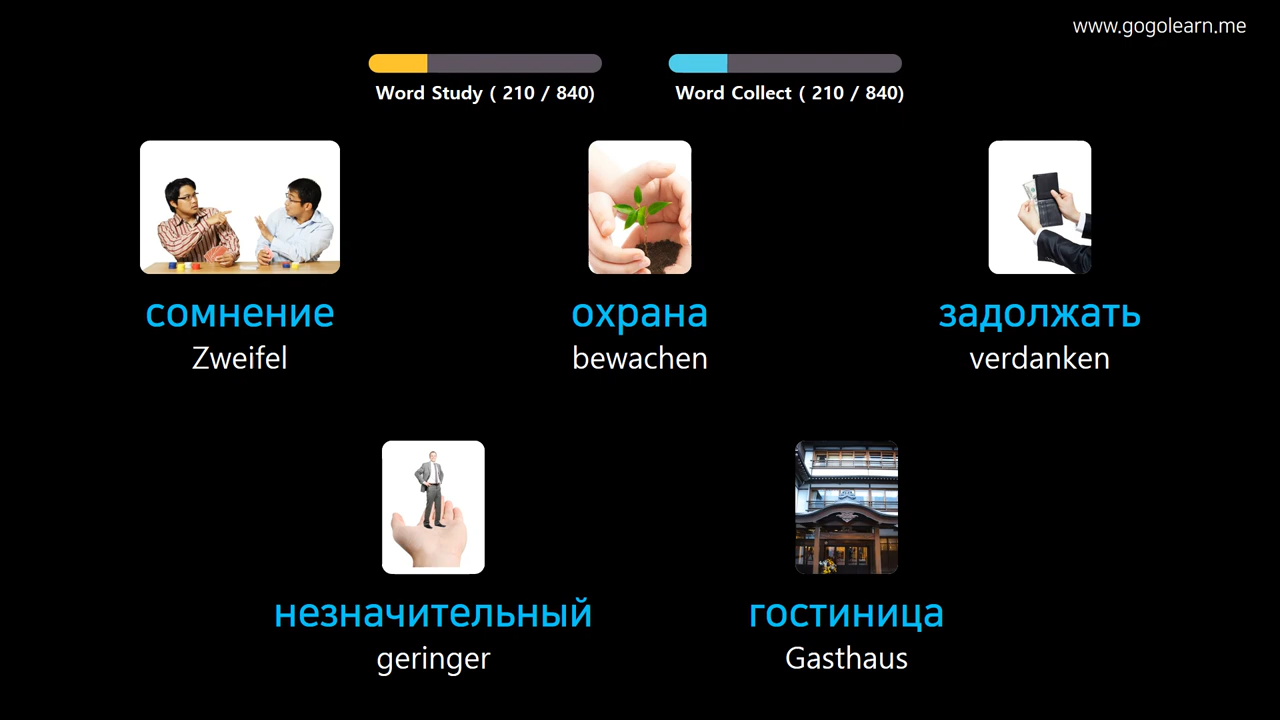 www.gogolearn.me
Word Study ( 210 / 840)
Word Collect ( 210 / 840)
сомнение
Zweifel
охрана
bewachen
задолжать
verdanken
незначительный
geringer
гостиница
Gasthaus